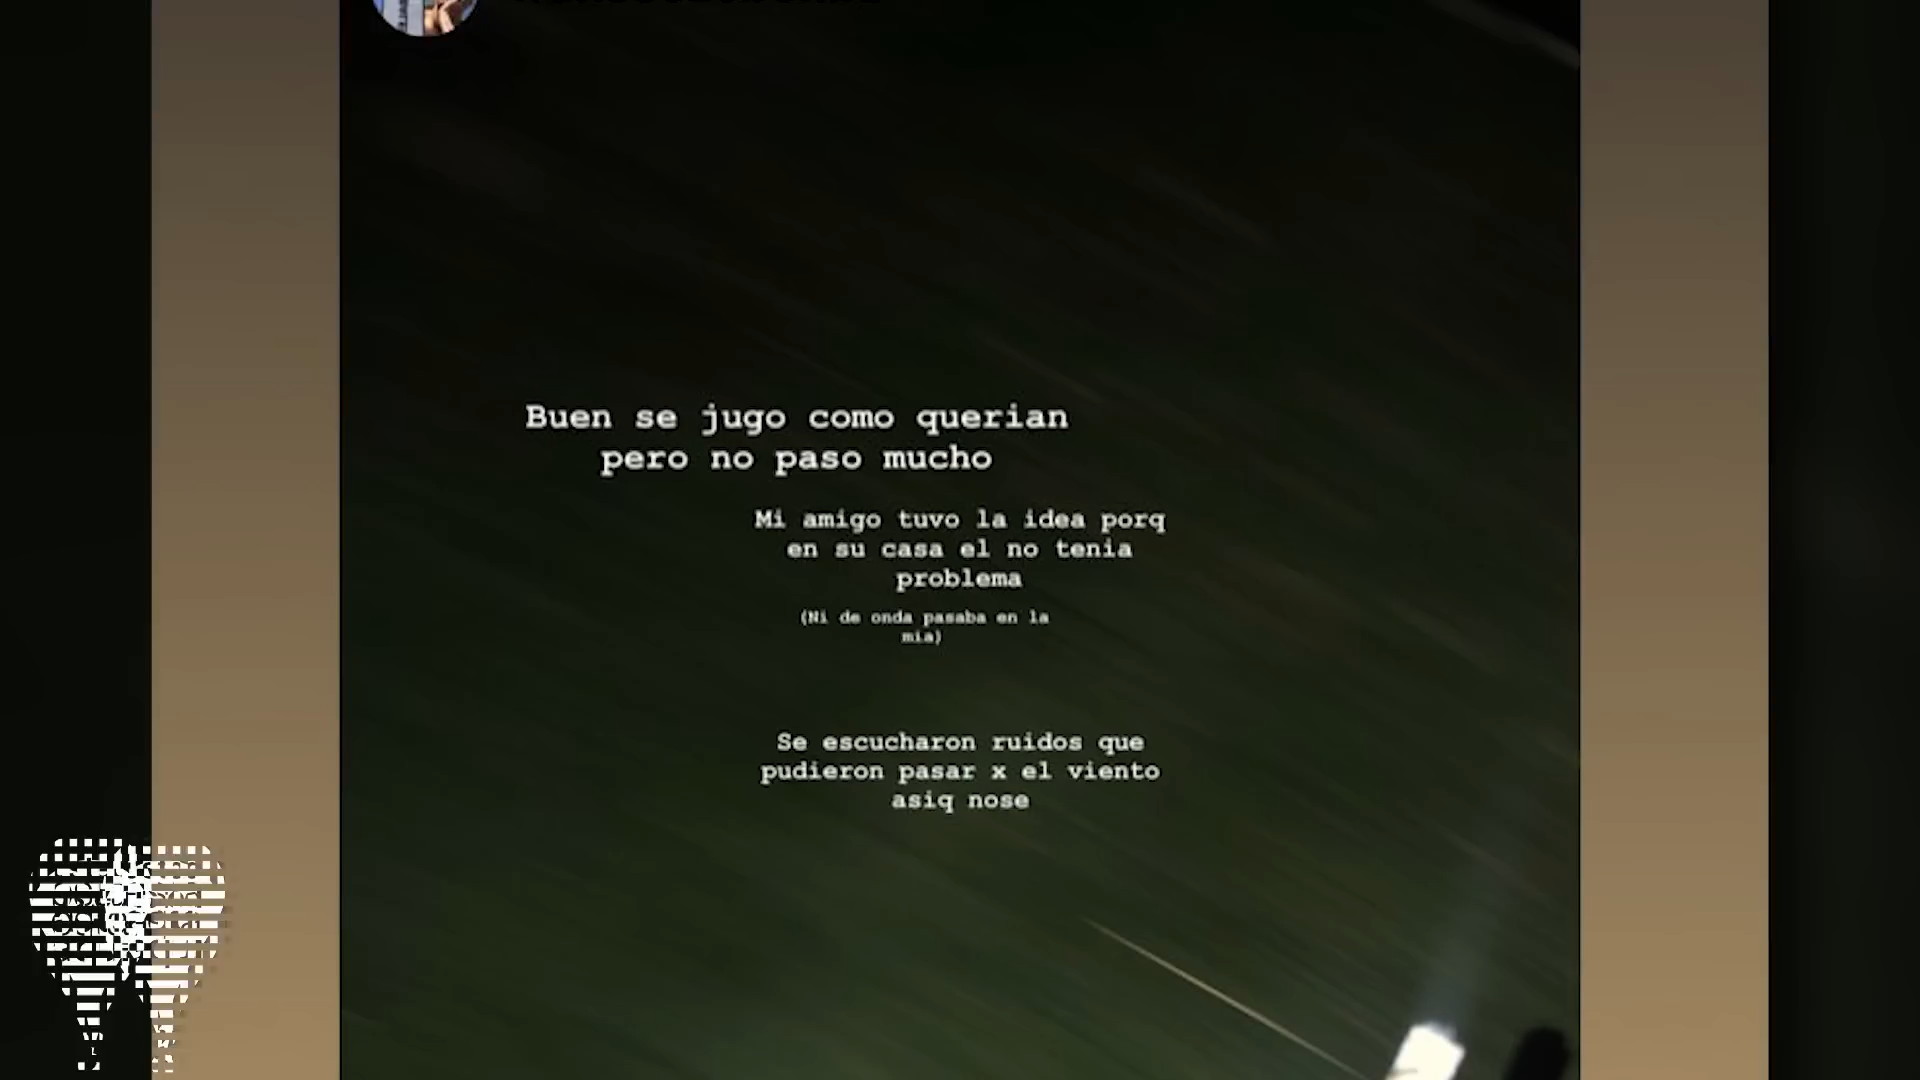 Buen se jugo como querian
pero no paso mucho
Mi amigo tuvo la idea porq
en su casa el no tenia
problema
(Ni de onda pasaba en la
mia)
Se escucharon ruidos que
pudieron pasar x el viento
asiq nose